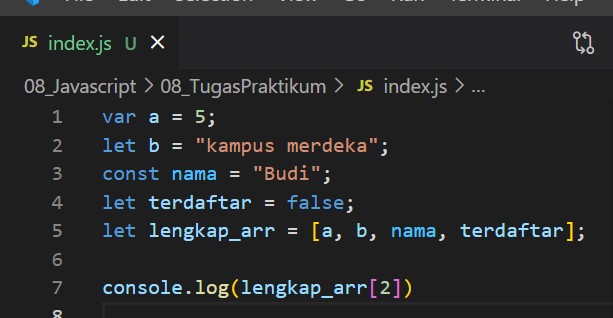 JS index.js U
08_Javascript > 08_TugasPraktikum > JS index.js > ...
1 var a = 5;
2 let b = "kampus merdeka";
3 const nama = "Budi";
4 let terdaftar = false;
5 let lengkap_arr = [a, b, nama, terdaftar];
6
7 console.log(lengkap_arr[2])
8